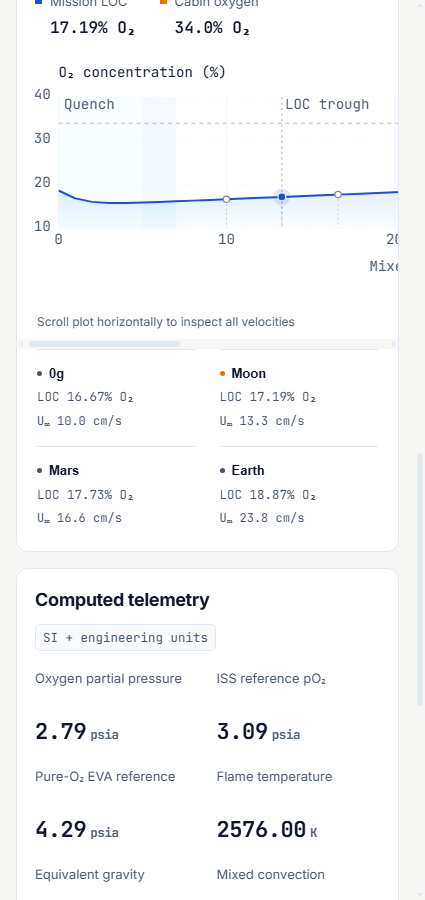 Mission LOC
Cabin oxygen
17.19% O₂
34.0% O₂
O₂ concentration (%)
40
Quench
LOC trough
30
20
10
0
10
20
Mixe
Scroll plot horizontally to inspect all velocities
0g
Moon
LOC 16.67% O₂
LOC 17.19% O₂
Uₘ 10.0 cm/s
Uₘ 13.3 cm/s
Mars
Earth
LOC 17.73% O₂
LOC 18.87% O₂
Uₘ 16.6 cm/s
Uₘ 23.8 cm/s
Computed telemetry
SI + engineering units
Oxygen partial pressure
ISS reference pO₂
2.79 psia
3.09 psia
Pure-O₂ EVA reference
Flame temperature
4.29 psia
2576.00 K
Equivalent gravity
Mixed convection